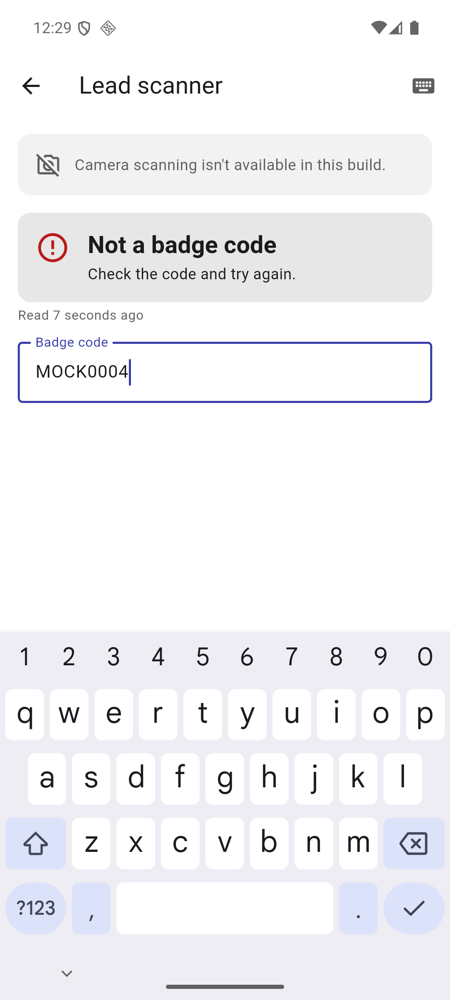 12:29
Lead scanner
Camera scanning isn't available in this build.
Not a badge code
Check the code and try again.
Read 7 seconds ago
Badge code
MOCK0004
1 2 3 4 5 6 7 8 9 0
q w e r t y u i o p
a s d f g h j k l
z x c v b n m
?123 , .